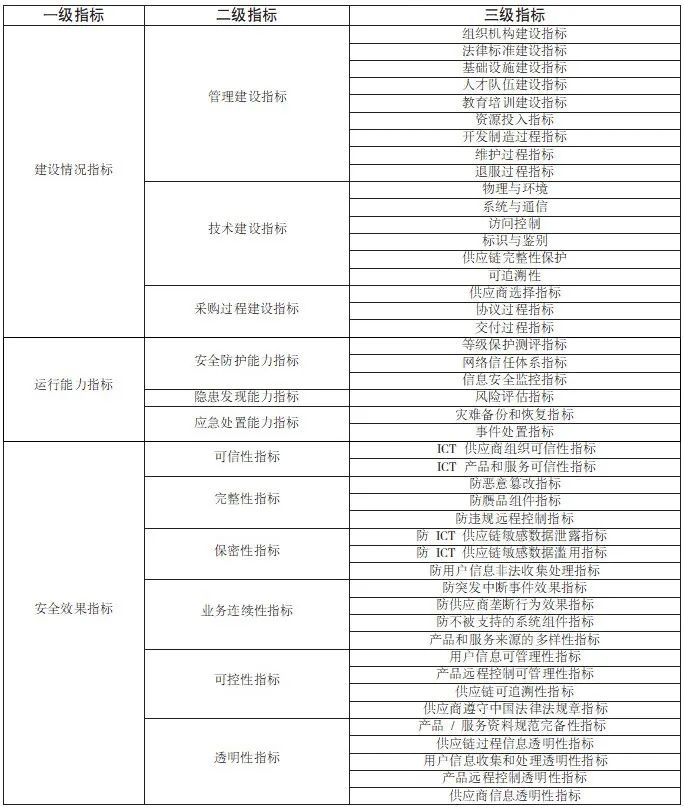 一级指标 二级指标 三级指标
建设情况指标
管理建设指标
组织机构建设指标
法律标准建设指标
基础设施建设指标
人才队伍建设指标
教育培训建设指标
资源投入指标
开发制造过程指标
维护过程指标
退服过程指标
技术建设指标
物理与环境
系统与通信
访问控制
标识与鉴别
供应链完整性保护
可追溯性
采购过程建设指标
供应商选择指标
协议过程指标
交付过程指标
运行能力指标
安全防护能力指标
等级保护测评指标
网络信任体系指标
信息安全监控指标
隐患发现能力指标
风险评估指标
应急处置能力指标
灾难备份和恢复指标
事件处置指标
安全效果指标
可信性指标
ICT 供应商组织可信性指标
ICT 产品和服务可信性指标
完整性指标
防恶意篡改指标
防赝品组件指标
防违规远程控制指标
保密性指标
防 ICT 供应链敏感数据泄露指标
防 ICT 供应链敏感数据滥用指标
防用户信息非法收集处理指标
业务连续性指标
防突发中断事件效果指标
防供应商垄断行为效果指标
防不被支持的系统组件指标
产品和服务来源的多样性指标
可控性指标
用户信息可管理性指标
产品远程控制可管理性指标
供应链可追溯性指标
供应商遵守中国法律法规章指标
透明性指标
产品 / 服务资料规范完备性指标
供应链过程信息透明性指标
用户信息收集和处理透明性指标
产品远程控制透明性指标
供应商信息透明性指标